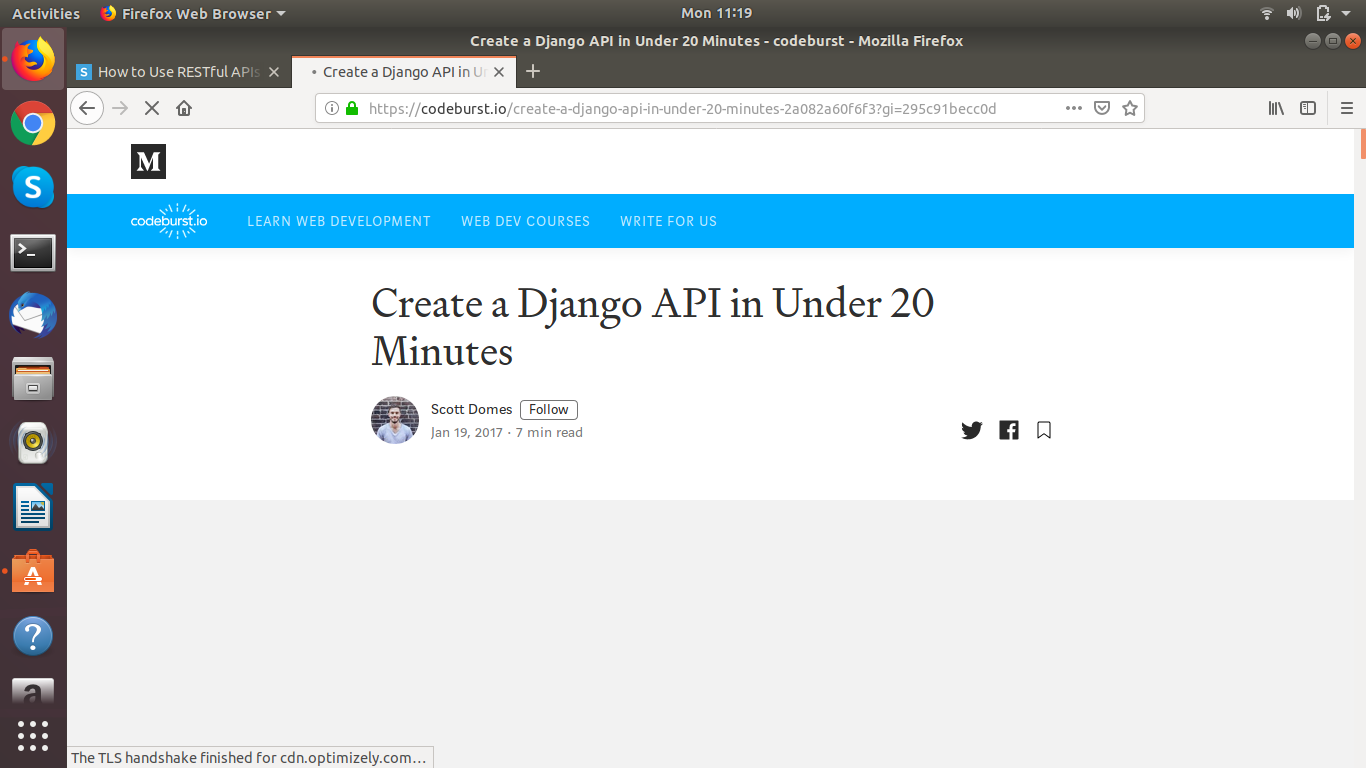 Activities
Firefox Web Browser
Mon 11:19
Create a Django API in Under 20 Minutes - codeburst - Mozilla Firefox
S How to Use RESTful APIs
• Create a Django API in U
https://codeburst.io/create-a-django-api-in-under-20-minutes-2a082a60f6f3?gi=295c91becc0d
M
codeburst.io
LEARN WEB DEVELOPMENT
WEB DEV COURSES
WRITE FOR US
Create a Django API in Under 20
Minutes
Scott Domes Follow
Jan 19, 2017 · 7 min read
The TLS handshake finished for cdn.optimizely.com…